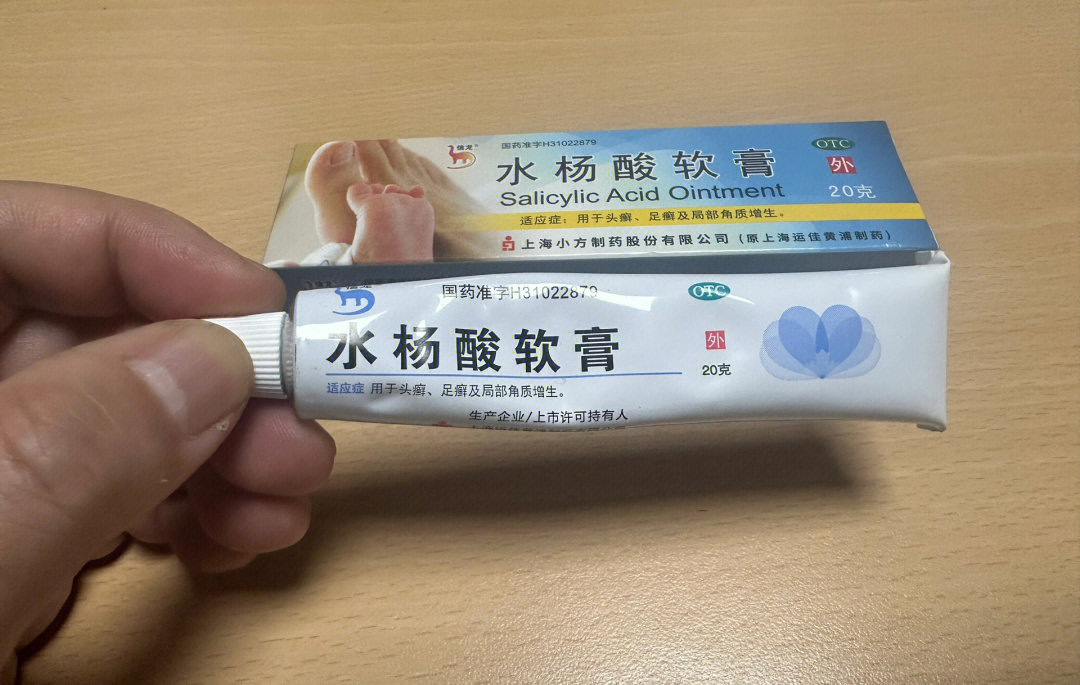 信龙®
国药准字H31022879
OTC
水杨酸软膏
外
Salicylic Acid Ointment
20克
适应症：用于头癣、足癣及局部角质增生。
上海小方制药股份有限公司（原上海运佳黄浦制药）
国药准字H31022879
OTC
水杨酸软膏
外
20克
适应症 用于头癣、足癣及局部角质增生。
生产企业/上市许可持有人